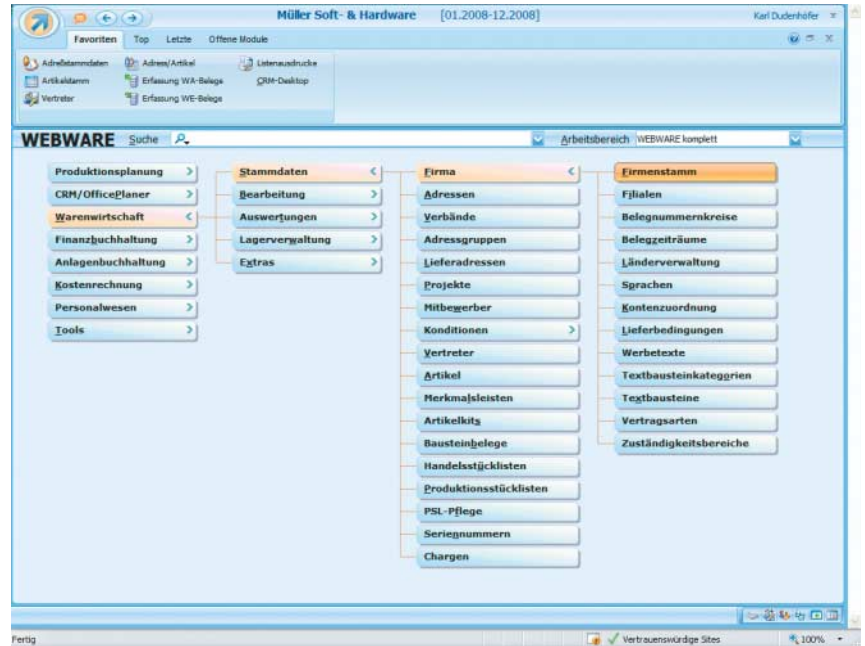 Müller Soft- & Hardware [01.2008-12.2008] Karl Dudenhöfer
Favoriten Top Letzte Offene Module
Adreßstammdaten Adress/Artikel Listenausdrucke
Artikelstamm Erfassung WA-Belege CRM-Desktop
Vertreter Erfassung WE-Belege
WEBWARE Suche Arbeitsbereich WEBWARE komplett
Produktionsplanung Stammdaten Firma Firmenstamm
CRM/OfficePlaner Bearbeitung Adressen Filialen
Warenwirtschaft Auswertungen Verbände Belegnummernkreise
Finanzbuchhaltung Lagerverwaltung Adressgruppen Belegzeiträume
Anlagenbuchhaltung Extras Lieferadressen Länderverwaltung
Kostenrechnung Projekte Sprachen
Personalwesen Mitbewerber Kontenzuordnung
Tools Konditionen Lieferbedingungen
Vertreter Werbetexte
Artikel Textbausteinkategorien
Merkmalsleisten Textbausteine
Artikelkits Vertragsarten
Bausteinbelege Zuständigkeitsbereiche
Handelsstücklisten
Produktionsstücklisten
PSL-Pflege
Seriennummern
Chargen
Fertig Vertrauenswürdige Sites 100%